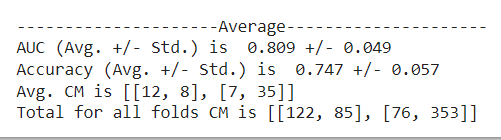 -----------------------Average-----------------------
AUC (Avg. +/- Std.) is  0.809 +/- 0.049
Accuracy (Avg. +/- Std.) is  0.747 +/- 0.057
Avg. CM is [[12, 8], [7, 35]]
Total for all folds CM is [[122, 85], [76, 353]]